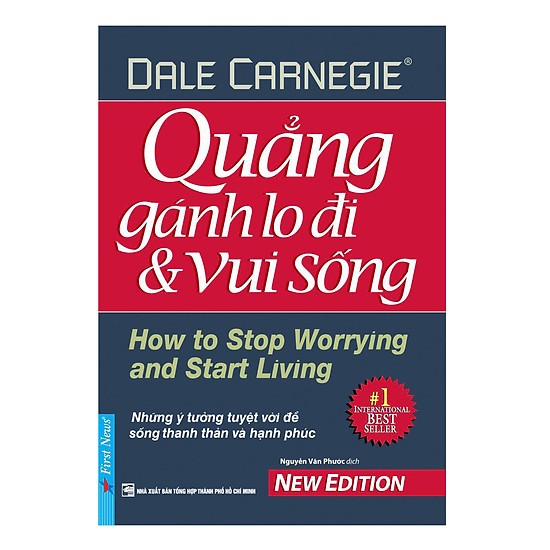 DALE CARNEGIE®
Quảng
gánh lo đi
& vui sống
How to Stop Worrying
and Start Living
#1
INTERNATIONAL
BEST
SELLER
Những ý tưởng tuyệt vời để
sống thanh thản và hạnh phúc
Nguyễn Văn Phước dịch
First News®
NHÀ XUẤT BẢN TỔNG HỢP THÀNH PHỐ HỒ CHÍ MINH
NEW EDITION